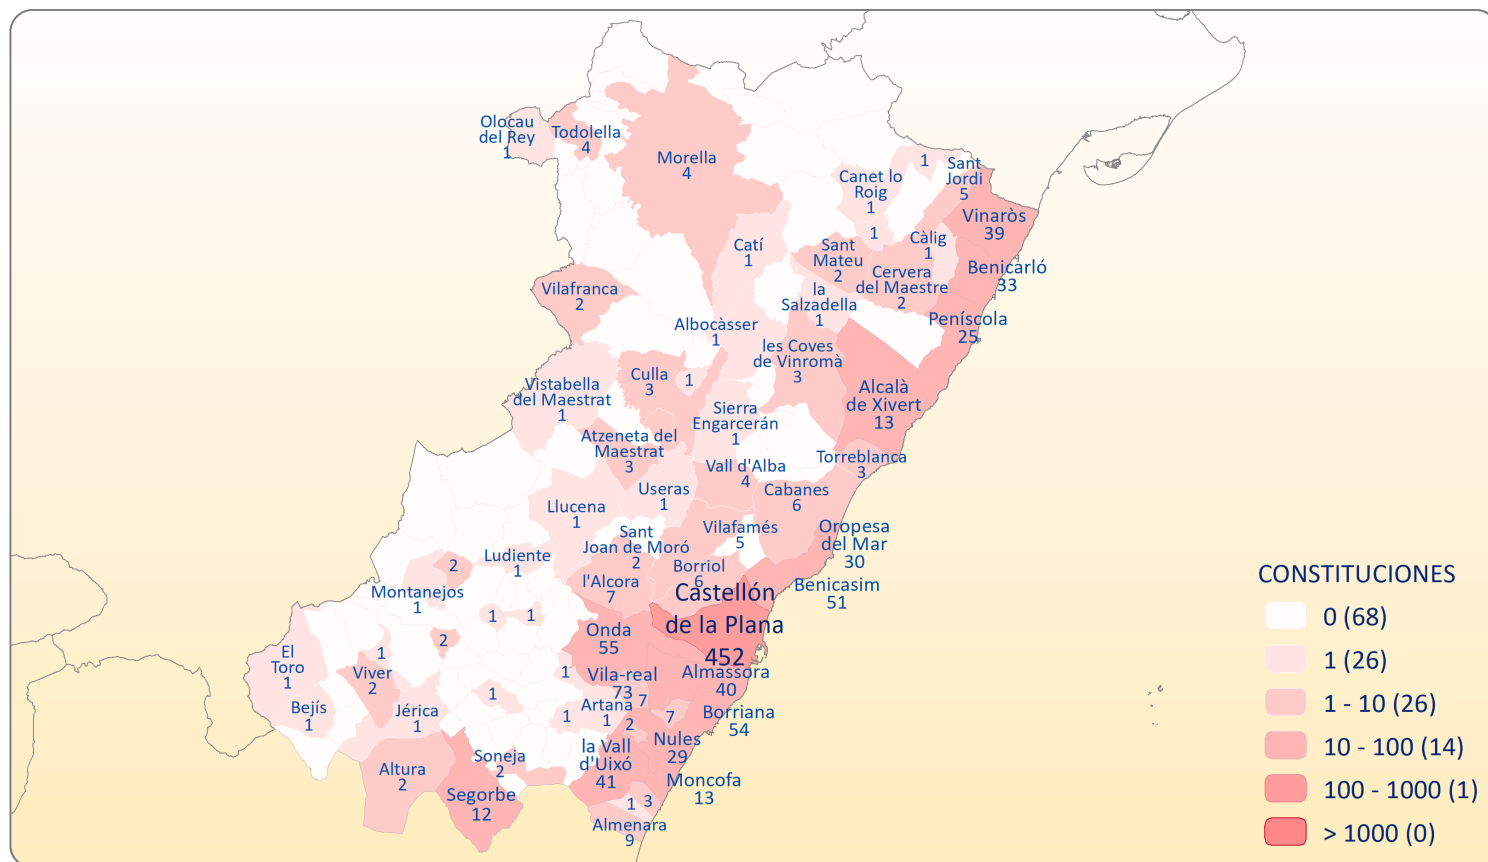 Olocau
del Rey
1
Todolella
4
Morella
4
1
Sant
Jordi
5
Canet lo
Roig
1
Vinaròs
39
1
Càlig
1
Catí
1
Sant
Mateu
2
Cervera
del Maestre
2
Benicarló
33
Vilafranca
2
la
Salzadella
1
Peníscola
25
Albocàsser
1
les Coves
de Vinromà
3
Culla
3
1
Vistabella
del Maestrat
1
Alcalà
de Xivert
13
Sierra
Engarcerán
1
Atzeneta del
Maestrat
3
Torreblanca
3
Vall d'Alba
4
Useras
1
Cabanes
6
Llucena
1
Vilafamés
5
Oropesa
del Mar
30
Sant
Joan de Moró
2
Ludiente
1
2
Borriol
6
l'Alcora
7
Benicasim
51
Montanejos
1
Castellón
de la Plana
452
1
1
Onda
55
2
1
El
Toro
1
Viver
2
1
Vila-real
73
Almassora
40
1
7
Bejís
1
Jérica
1
1
Artana
1
2
7
Borriana
54
la Vall
d'Uixó
41
Nules
29
Soneja
2
Altura
2
Moncofa
13
Segorbe
12
1
3
Almenara
9
CONSTITUCIONES
0 (68)
1 (26)
1 - 10 (26)
10 - 100 (14)
100 - 1000 (1)
> 1000 (0)